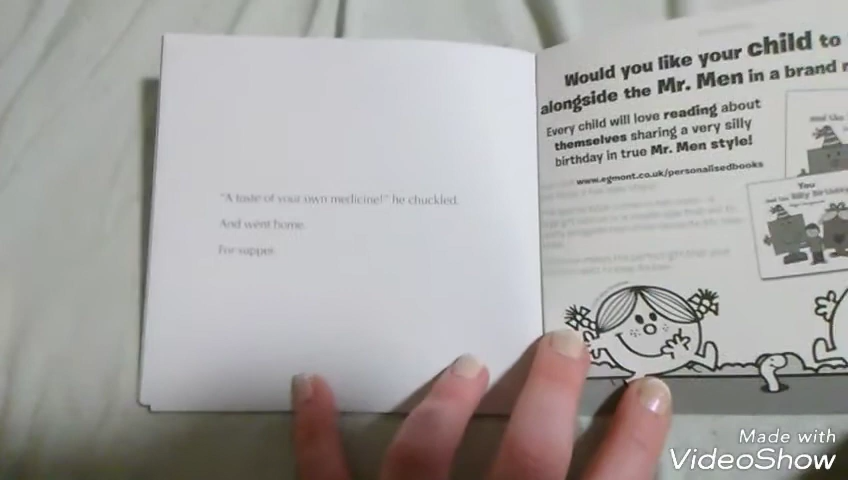 "A taste of your own medicine!" he chuckled.
And went home.
For supper.
Would you like your child to
alongside the Mr. Men in a brand
Every child will love reading about
themselves sharing a very silly
birthday in true Mr. Men style!
www.egmont.co.uk/personalisedbooks
You
Made with
VideoShow